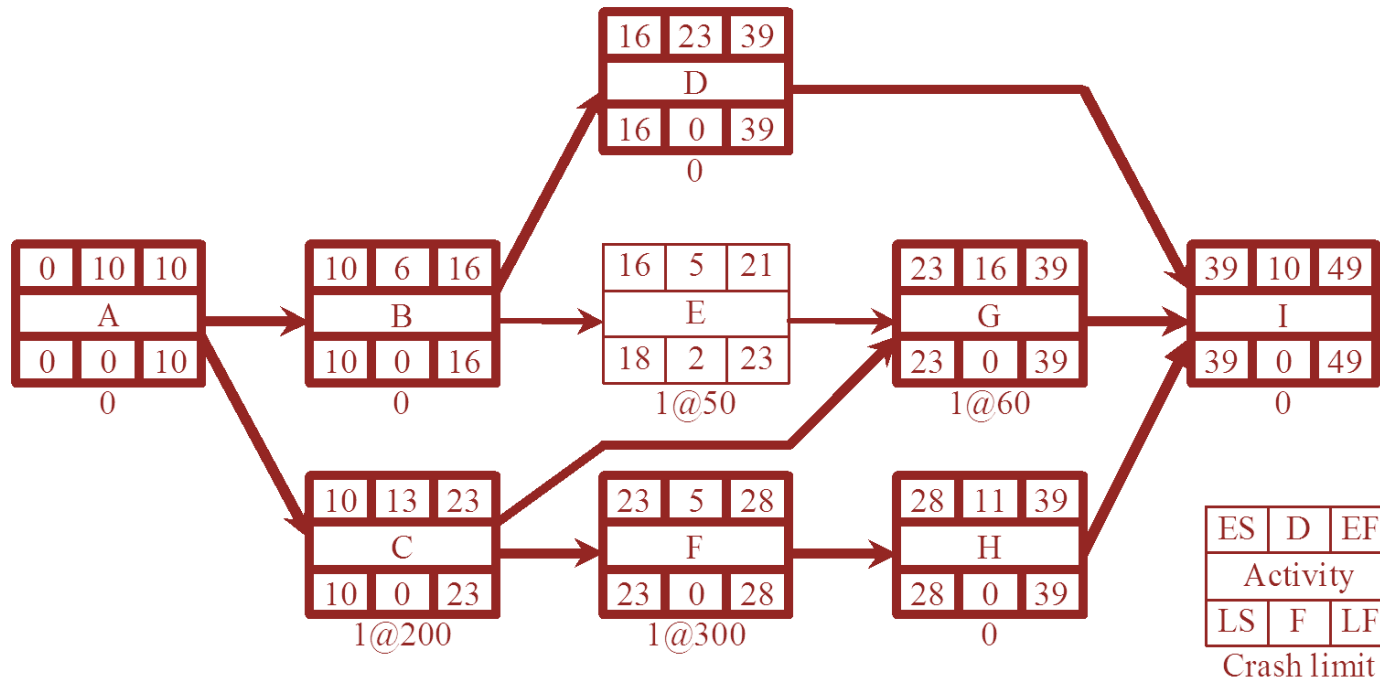 16 23 39
D
16 0 39
0
0 10 10
A
0 0 10
0
10 6 16
B
10 0 16
0
16 5 21
E
18 2 23
1@50
23 16 39
G
23 0 39
1@60
39 10 49
I
39 0 49
0
10 13 23
C
10 0 23
1@200
23 5 28
F
23 0 28
1@300
28 11 39
H
28 0 39
0
ES D EF
Activity
LS F LF
Crash limit